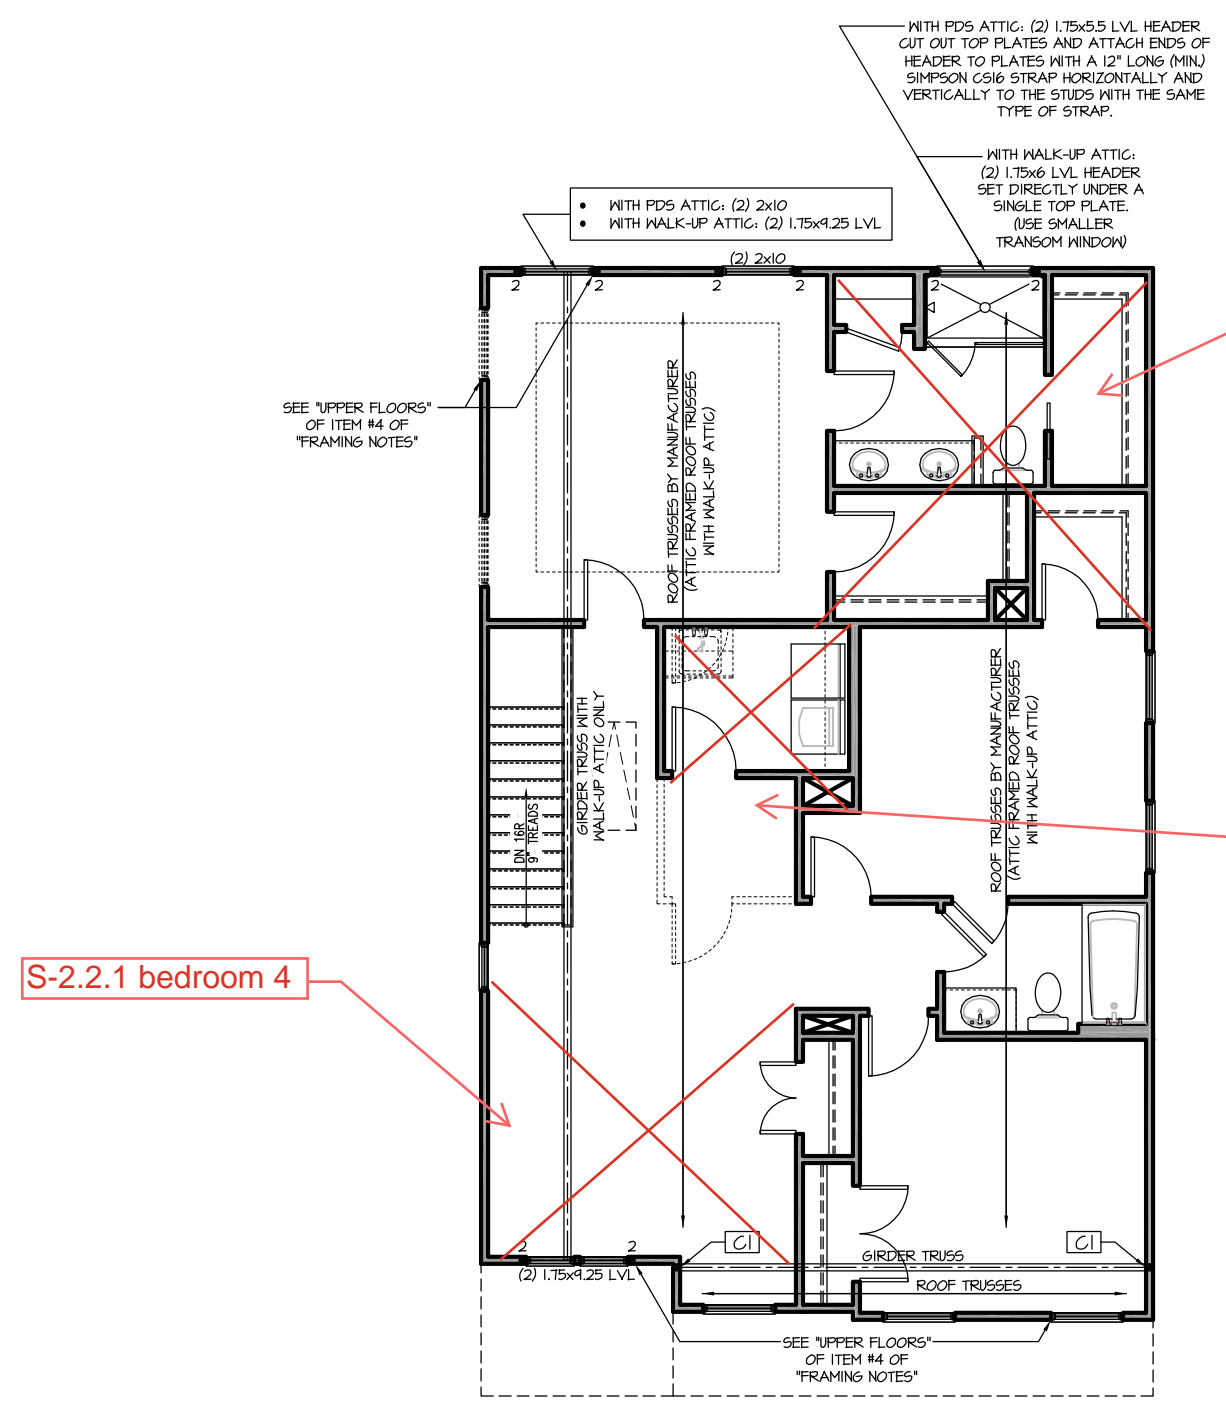 WITH PDS ATTIC: (2) 1.75x5.5 LVL HEADER
CUT OUT TOP PLATES AND ATTACH ENDS OF
HEADER TO PLATES WITH A 12" LONG (MIN.)
SIMPSON CS16 STRAP HORIZONTALLY AND
VERTICALLY TO THE STUDS WITH THE SAME
TYPE OF STRAP.
WITH WALK-UP ATTIC:
(2) 1.75x6 LVL HEADER
SET DIRECTLY UNDER A
SINGLE TOP PLATE.
(USE SMALLER
TRANSOM WINDOW)
• WITH PDS ATTIC: (2) 2x10
• WITH WALK-UP ATTIC: (2) 1.75x9.25 LVL
(2) 2x10
2 2 2 2 2 2
SEE "UPPER FLOORS"
OF ITEM #4 OF
"FRAMING NOTES"
ROOF TRUSSES BY MANUFACTURER
(ATTIC FRAMED ROOF TRUSSES
WITH WALK-UP ATTIC)
GIRDER TRUSS WITH
WALK-UP ATTIC ONLY
ROOF TRUSSES BY MANUFACTURER
(ATTIC FRAMED ROOF TRUSSES
WITH WALK-UP ATTIC)
DN 16R
9" TREADS
S-2.2.1 bedroom 4
2 2
(2) 1.75x9.25 LVL
C1
C1
GIRDER TRUSS
ROOF TRUSSES
SEE "UPPER FLOORS"
OF ITEM #4 OF
"FRAMING NOTES"